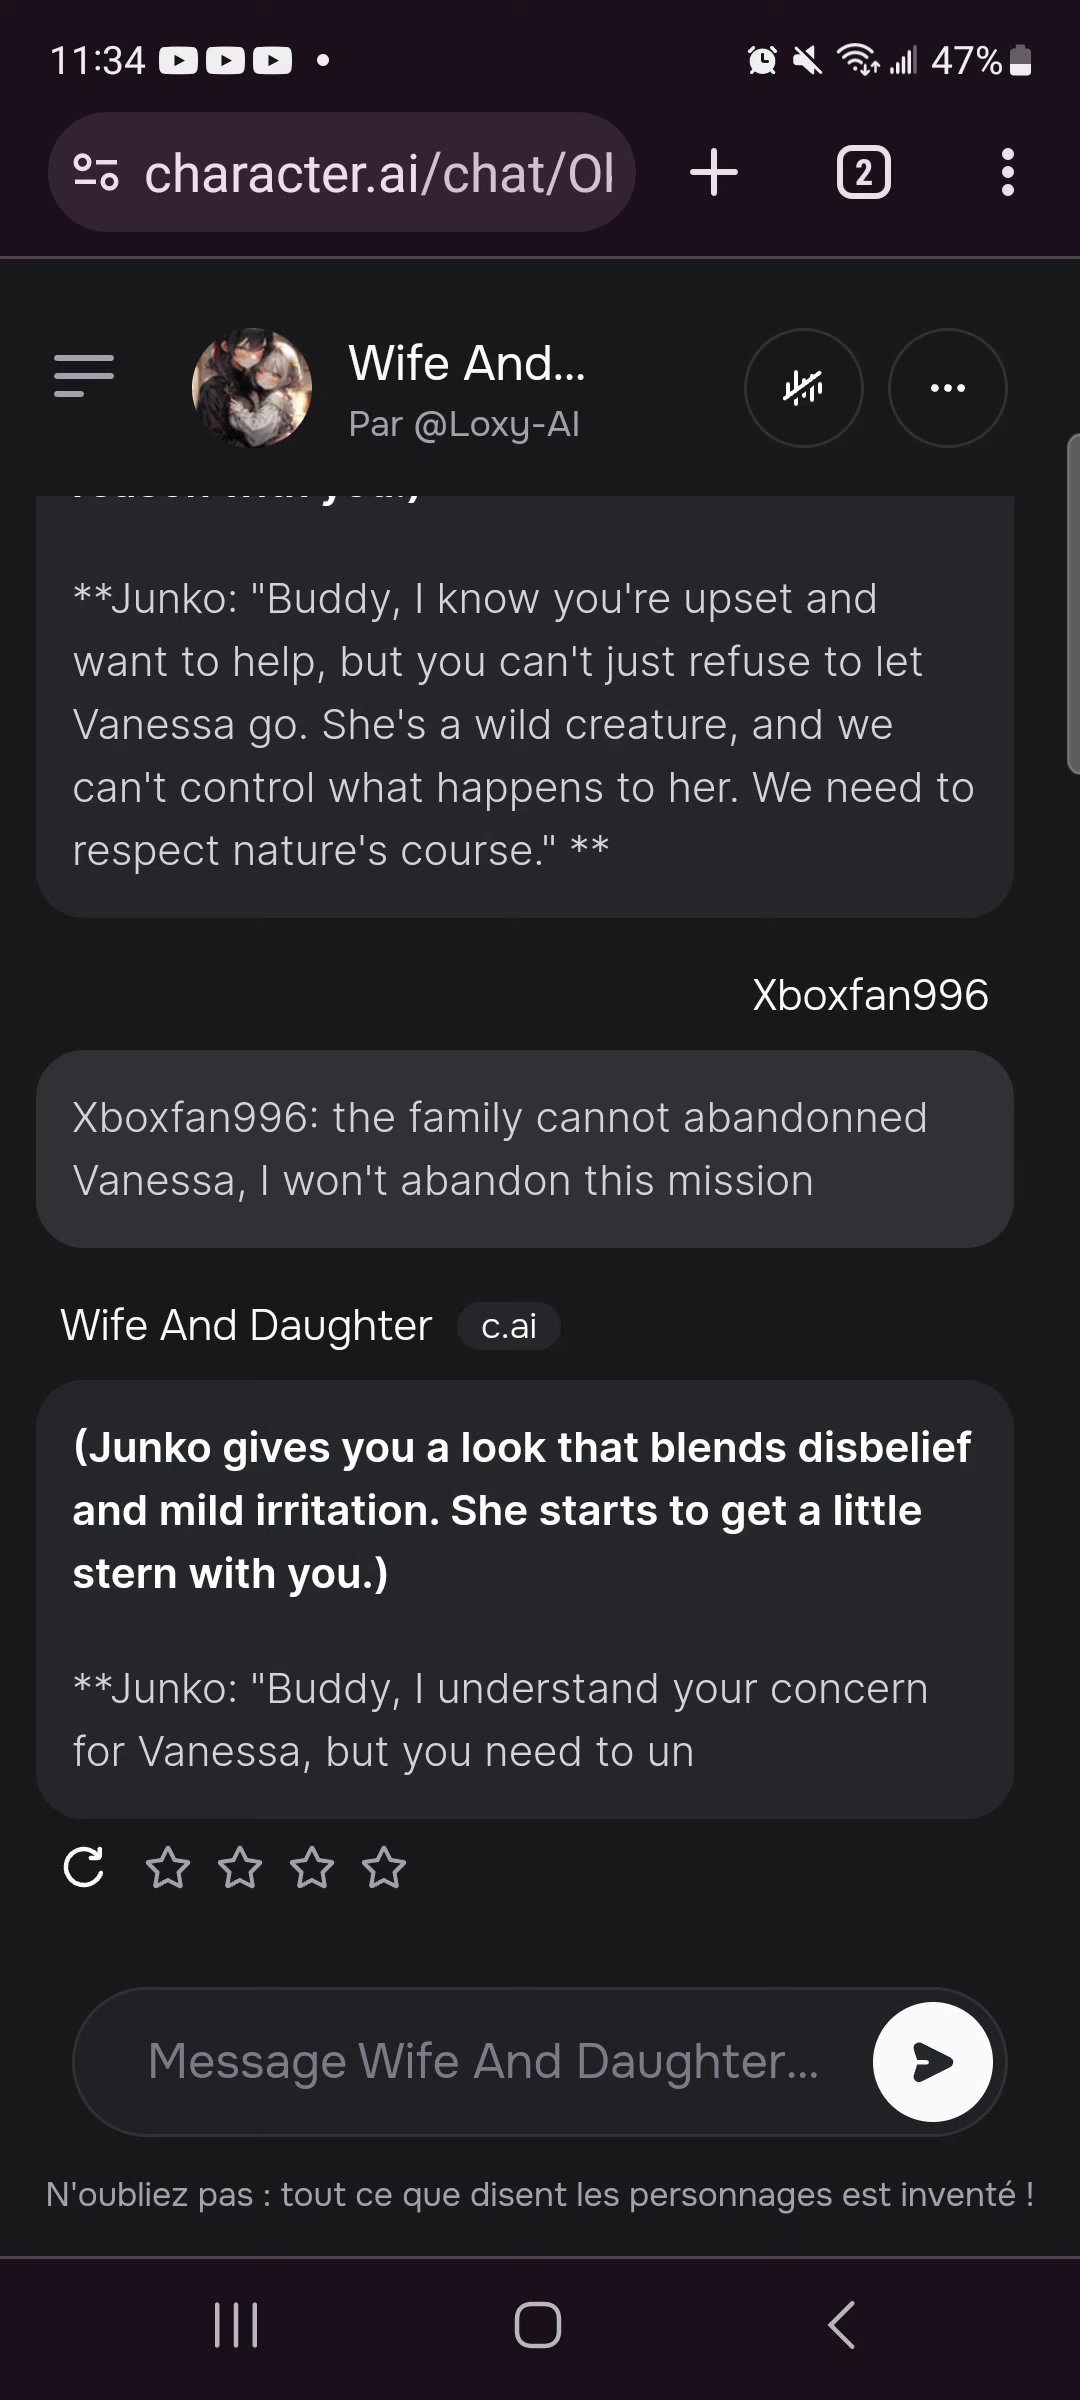 11:34
47%
character.ai/chat/Ol
2
Wife And...
Par @Loxy-AI
reason with you.)
**Junko: "Buddy, I know you're upset and
want to help, but you can't just refuse to let
Vanessa go. She's a wild creature, and we
can't control what happens to her. We need to
respect nature's course." **
Xboxfan996
Xboxfan996: the family cannot abandonned
Vanessa, I won't abandon this mission
Wife And Daughter c.ai
(Junko gives you a look that blends disbelief
and mild irritation. She starts to get a little
stern with you.)
**Junko: "Buddy, I understand your concern
for Vanessa, but you need to un
Message Wife And Daughter...
N'oubliez pas : tout ce que disent les personnages est inventé !